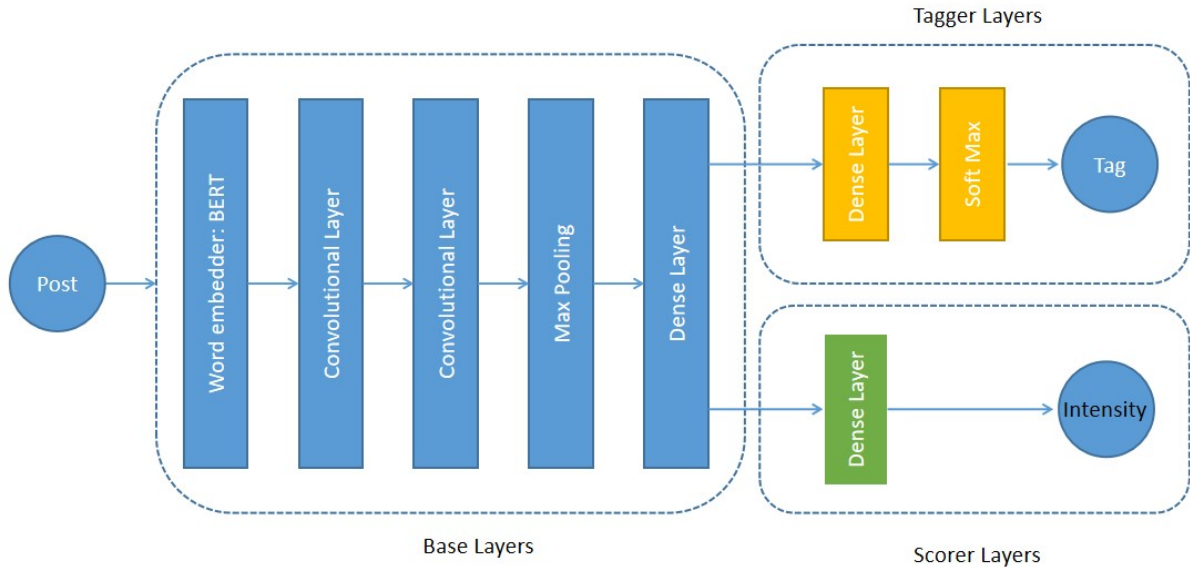 Tagger Layers
Post
Word embedder: BERT
Convolutional Layer
Convolutional Layer
Max Pooling
Dense Layer
Dense Layer
Soft Max
Tag
Dense Layer
Intensity
Base Layers
Scorer Layers